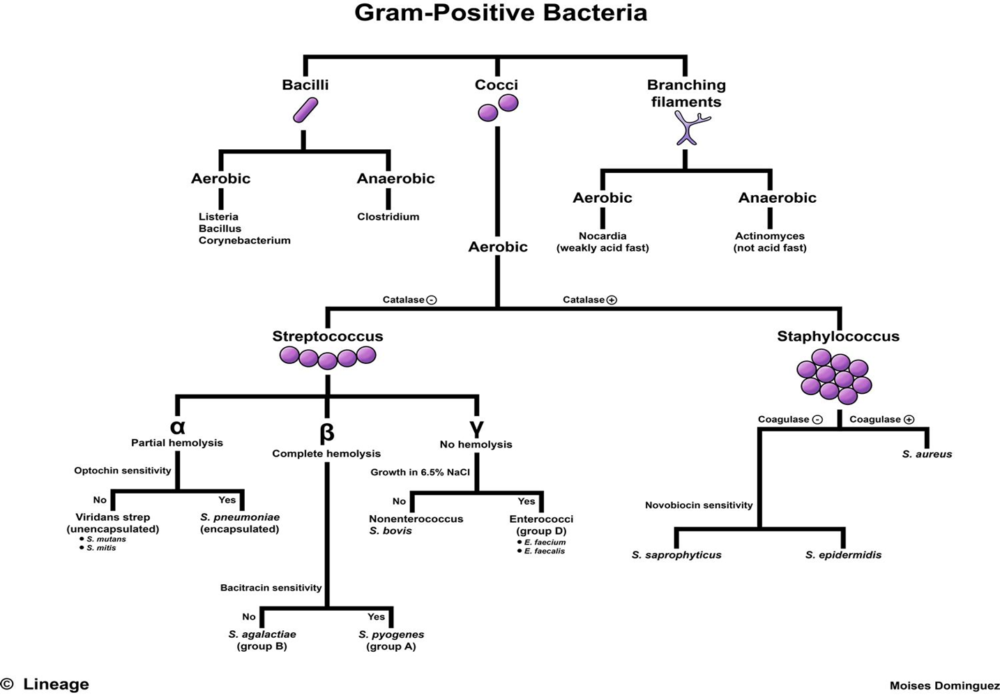 Gram-Positive Bacteria
Bacilli
Cocci
Branching
filaments
Aerobic
Anaerobic
Listeria
Bacillus
Corynebacterium
Clostridium
Aerobic
Anaerobic
Nocardia
(weakly acid fast)
Actinomyces
(not acid fast)
Aerobic
Catalase -
Catalase +
Streptococcus
Staphylococcus
α
Partial hemolysis
β
Complete hemolysis
γ
No hemolysis
Optochin sensitivity
No
Yes
Viridans strep
(unencapsulated)
• S. mutans
• S. mitis
S. pneumoniae
(encapsulated)
Growth in 6.5% NaCl
No
Yes
Nonenterococcus
S. bovis
Enterococci
(group D)
• E. faecium
• E. faecalis
Bacitracin sensitivity
No
Yes
S. agalactiae
(group B)
S. pyogenes
(group A)
Coagulase -
Coagulase +
S. aureus
Novobiocin sensitivity
S. saprophyticus
S. epidermidis
© Lineage
Moises Dominguez